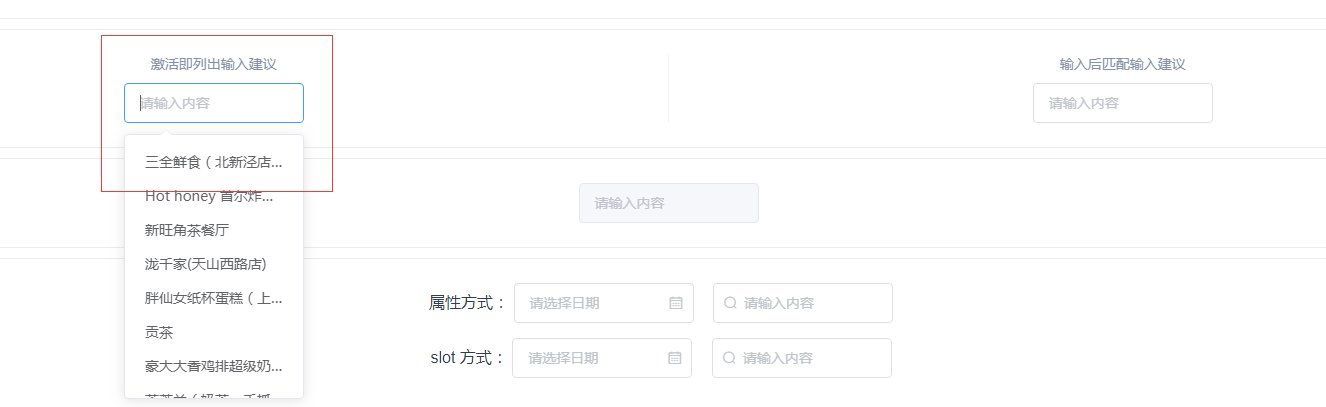 激活即列出输入建议
输入后匹配输入建议
请输入内容
请输入内容
三全鲜食（北新泾店...
Hot honey 首尔炸...
新旺角茶餐厅
泷千家(天山西路店)
胖仙女纸杯蛋糕（上...
贡茶
豪大大香鸡排超级奶...
请输入内容
属性方式：
请选择日期
请输入内容
slot 方式：
请选择日期
请输入内容